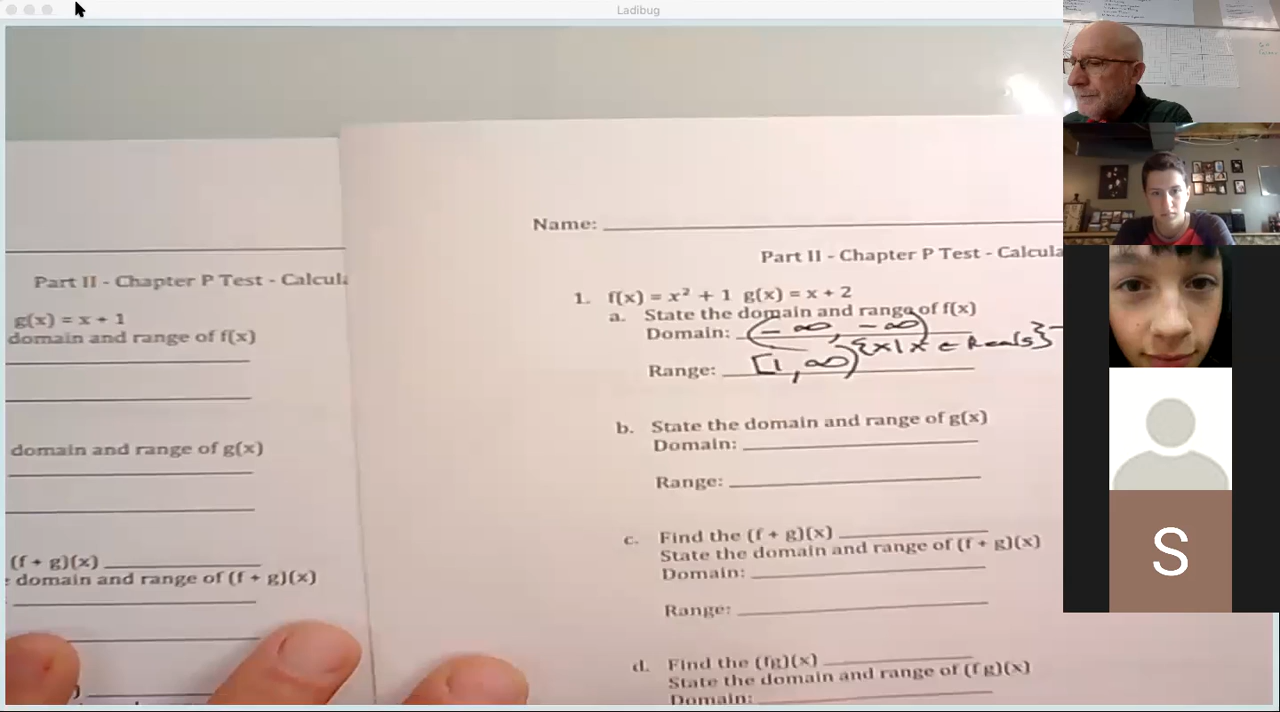 Ladibug
Name:
Part II - Chapter P Test - Calcula
1. f(x) = x² + 1 g(x) = x + 2
a. State the domain and range of f(x)
Domain: (-∞, -∞)
{x|x ∈ Reals}
Range: [1, ∞)
b. State the domain and range of g(x)
Domain:
Range:
c. Find the (f + g)(x)
State the domain and range of (f + g)(x)
Domain:
Range:
d. Find the (fg)(x)
State the domain and range of (f g)(x)
Domain:
Part II - Chapter P Test - Calcula
g(x) = x + 1
domain and range of f(x)
domain and range of g(x)
(f + g)(x)
domain and range of (f + g)(x)
S